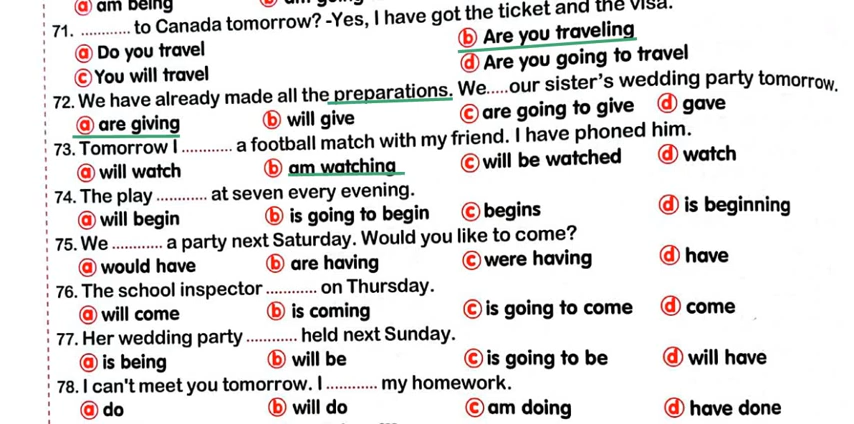 ⓐ am being
71. ............ to Canada tomorrow? -Yes, I have got the ticket and the visa.
ⓐ Do you travel ⓑ Are you traveling
ⓒ You will travel ⓓ Are you going to travel
72. We have already made all the preparations. We.....our sister's wedding party tomorrow.
ⓐ are giving ⓑ will give ⓒ are going to give ⓓ gave
73. Tomorrow I ............ a football match with my friend. I have phoned him.
ⓐ will watch ⓑ am watching ⓒ will be watched ⓓ watch
74. The play ............ at seven every evening.
ⓐ will begin ⓑ is going to begin ⓒ begins ⓓ is beginning
75. We ............ a party next Saturday. Would you like to come?
ⓐ would have ⓑ are having ⓒ were having ⓓ have
76. The school inspector ............ on Thursday.
ⓐ will come ⓑ is coming ⓒ is going to come ⓓ come
77. Her wedding party ............ held next Sunday.
ⓐ is being ⓑ will be ⓒ is going to be ⓓ will have
78. I can't meet you tomorrow. I ............ my homework.
ⓐ do ⓑ will do ⓒ am doing ⓓ have done